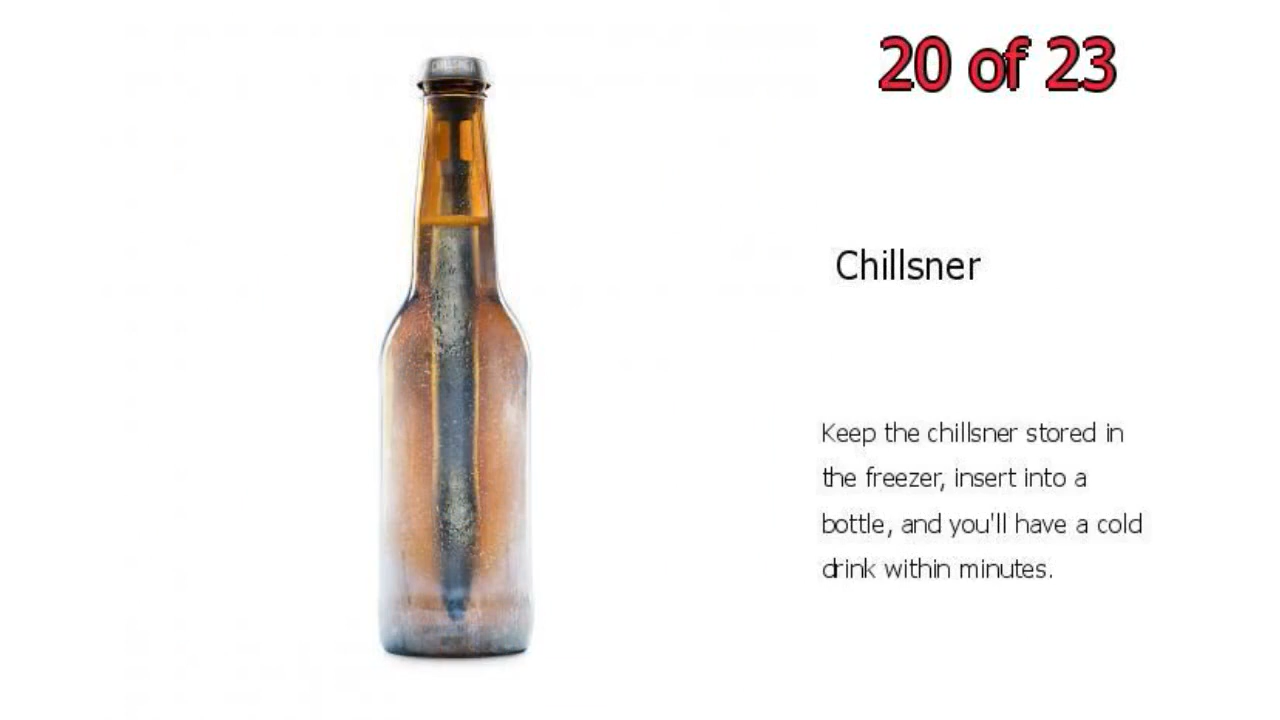 20 of 23
CHILLSNER
Chillsner
Keep the chillsner stored in
the freezer, insert into a
bottle, and you'll have a cold
drink within minutes.